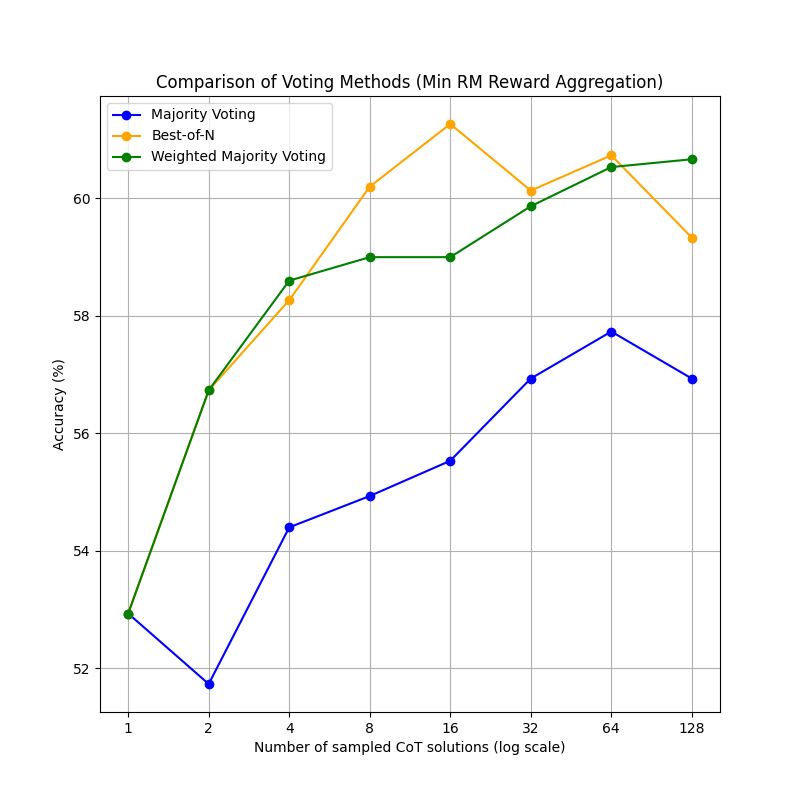 Comparison of Voting Methods (Min RM Reward Aggregation)
Majority Voting
Best-of-N
Weighted Majority Voting
60
58
56
54
52
Accuracy (%)
1 2 4 8 16 32 64 128
Number of sampled CoT solutions (log scale)